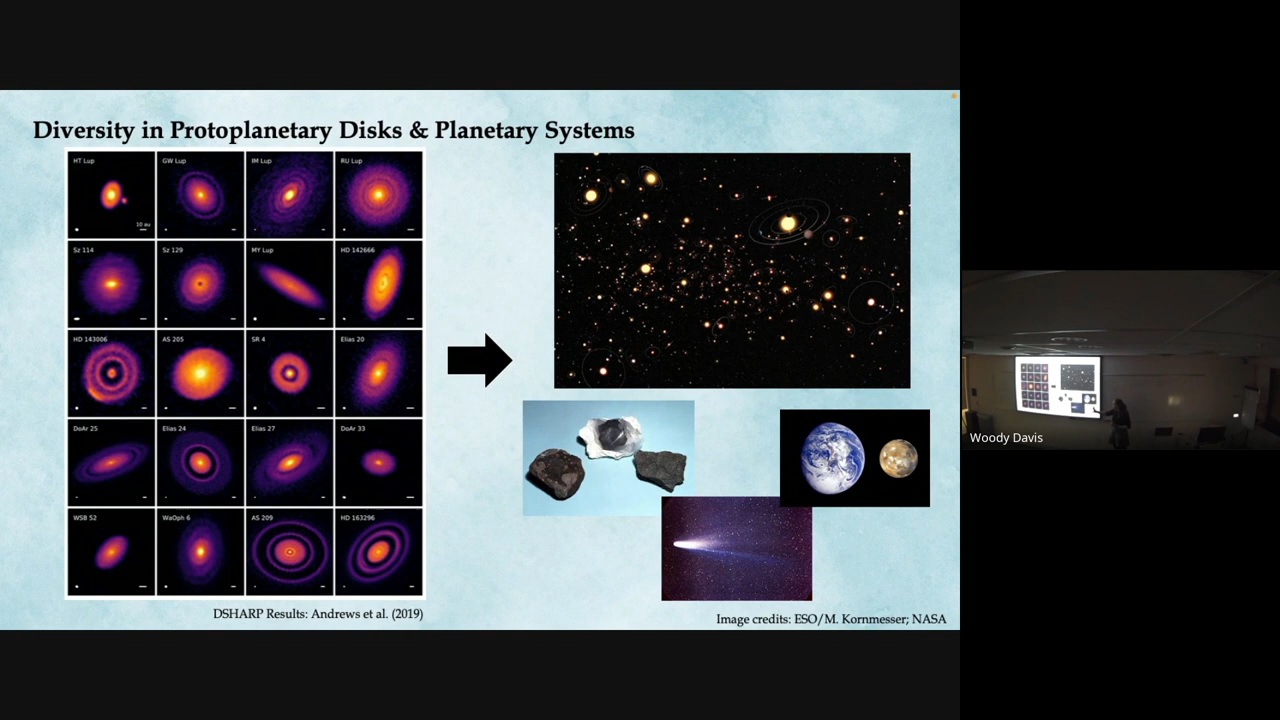 Diversity in Protoplanetary Disks & Planetary Systems
HT Lup
GW Lup
IM Lup
RU Lup
10 au
Sz 114
Sz 129
MY Lup
HD 142666
HD 143006
AS 205
SR 4
Elias 20
DoAr 25
Elias 24
Elias 27
DoAr 33
WSB 52
WaOph 6
AS 209
HD 163296
DSHARP Results: Andrews et al. (2019)
Image credits: ESO/M. Kornmesser; NASA
Woody Davis